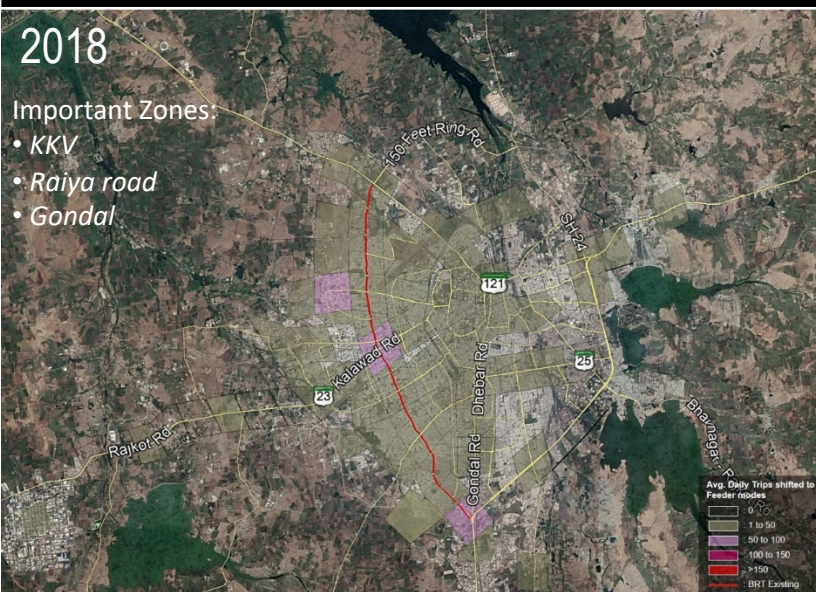 2018
Important Zones:
• KKV
• Raiya road
• Gondal
150 Feet Ring Rd
SH 24
121
Kalawad Rd
25
Dhebar Rd
23
Rajkot Rd
Gondal Rd
Bhavnagar
Avg. Daily Trips shifted to
Feeder modes
: 0
: 1 to 50
: 50 to 100
: 100 to 150
: >150
: BRT Existing